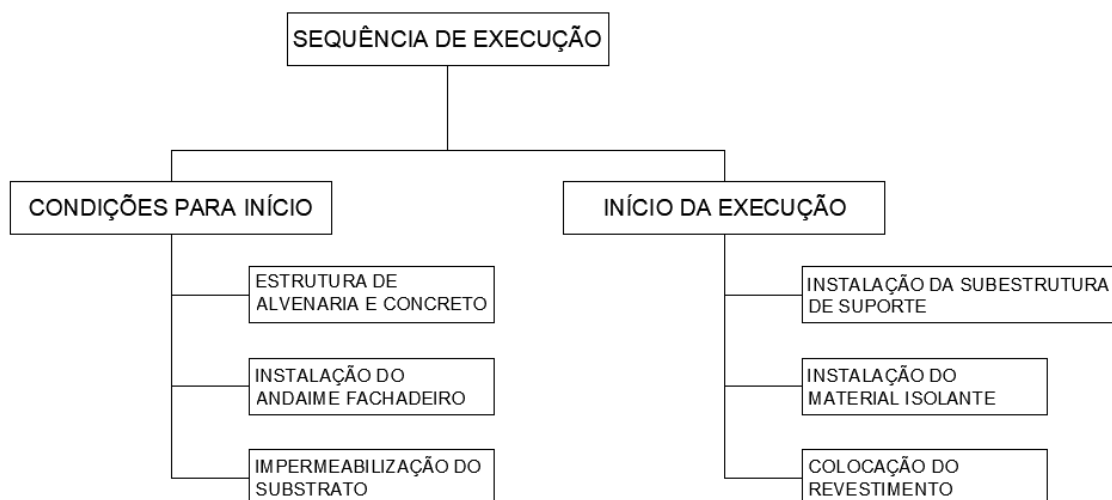 SEQUÊNCIA DE EXECUÇÃO
CONDIÇÕES PARA INÍCIO
ESTRUTURA DE
ALVENARIA E CONCRETO
INSTALAÇÃO DO
ANDAIME FACHADEIRO
IMPERMEABILIZAÇÃO DO
SUBSTRATO
INÍCIO DA EXECUÇÃO
INSTALAÇÃO DA SUBESTRUTURA
DE SUPORTE
INSTALAÇÃO DO
MATERIAL ISOLANTE
COLOCAÇÃO DO
REVESTIMENTO